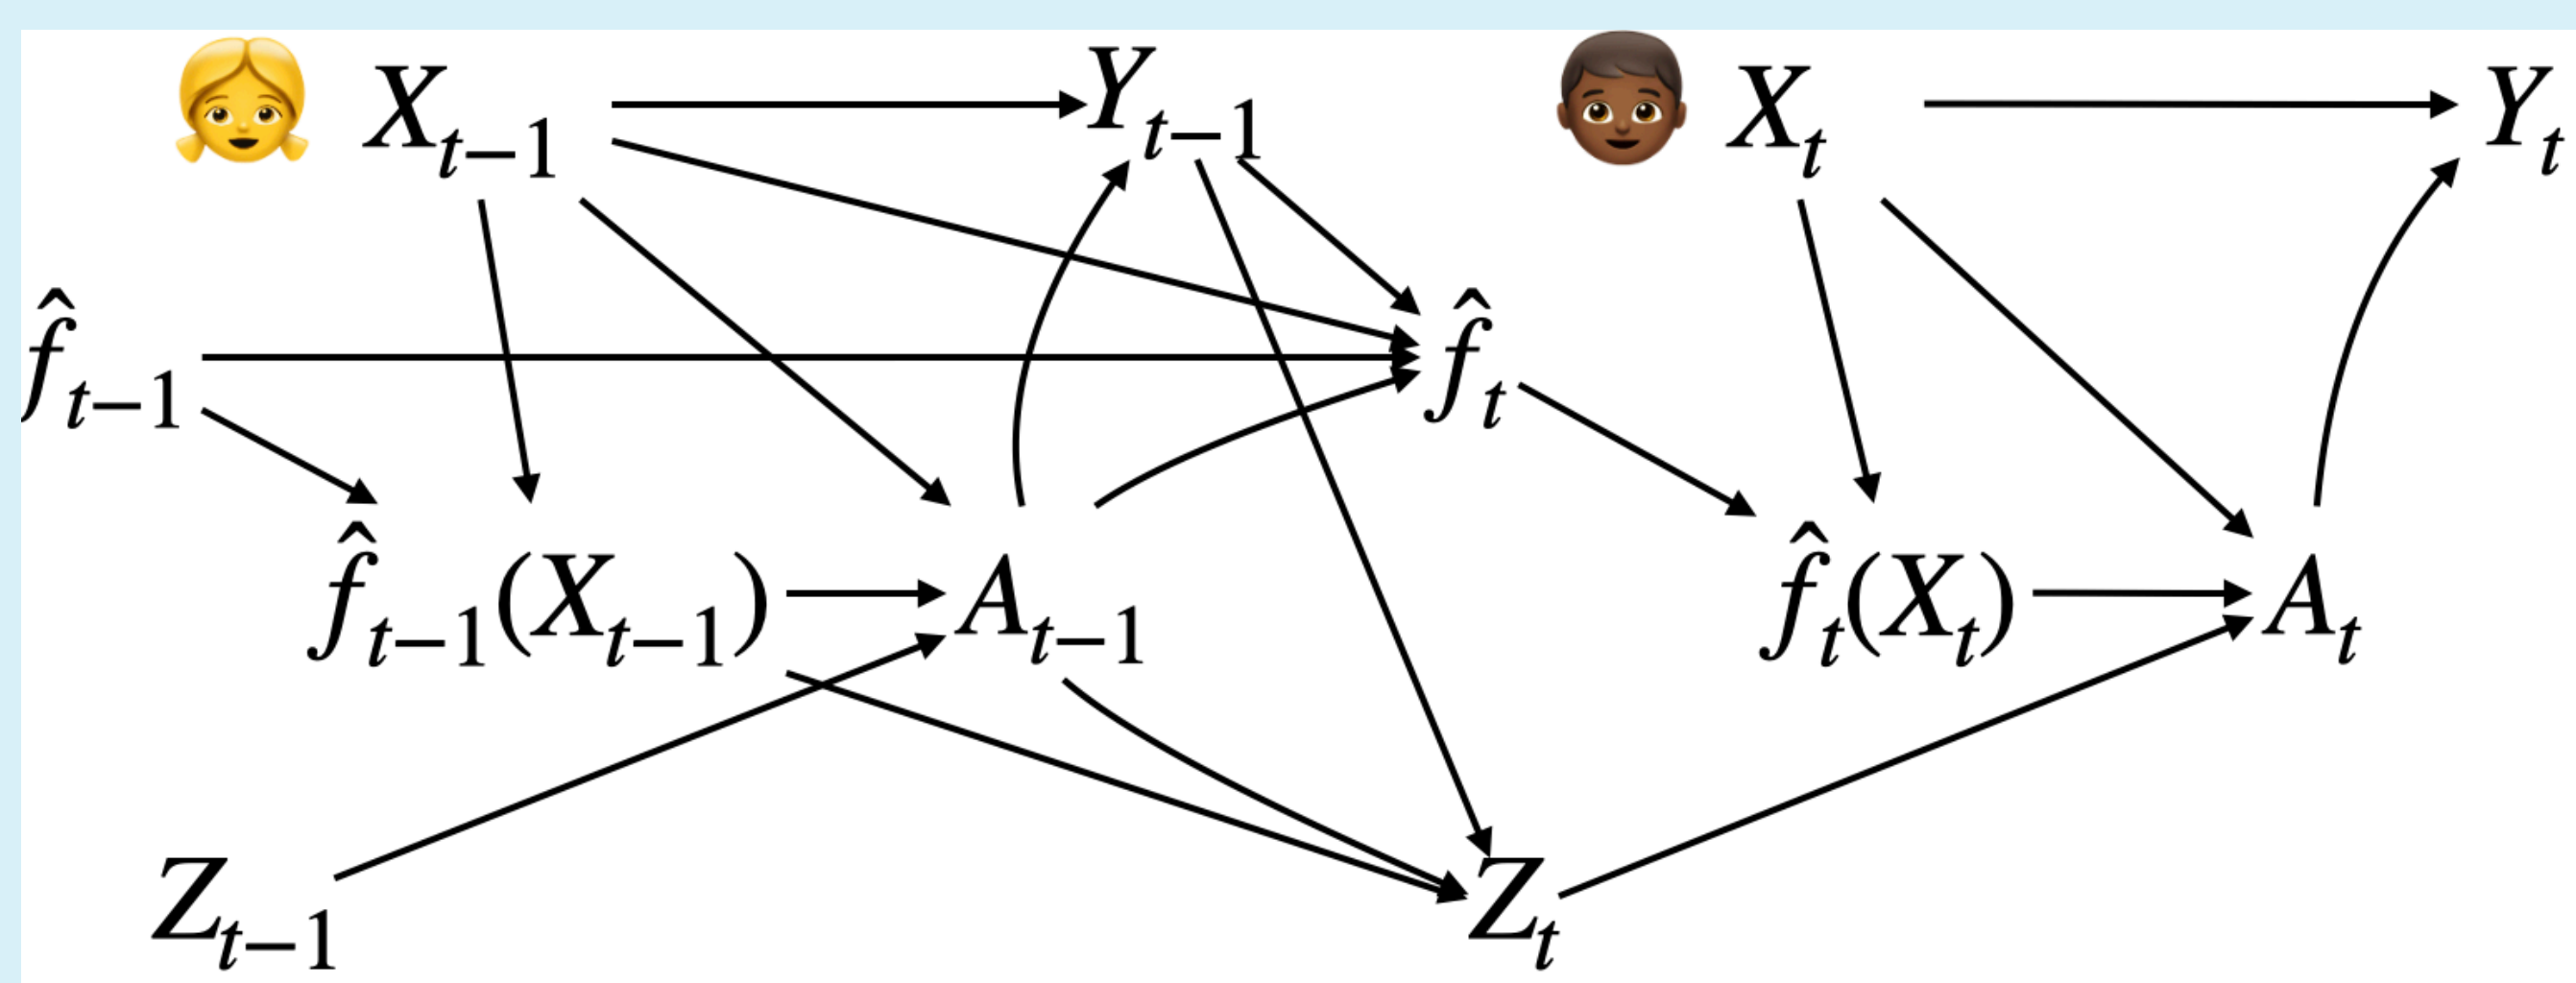 X_{t−1} Y_{t−1} X_t Y_t
f̂_{t−1} f̂_t
f̂_{t−1}(X_{t−1}) A_{t−1} f̂_t(X_t) A_t
Z_{t−1} Z_t